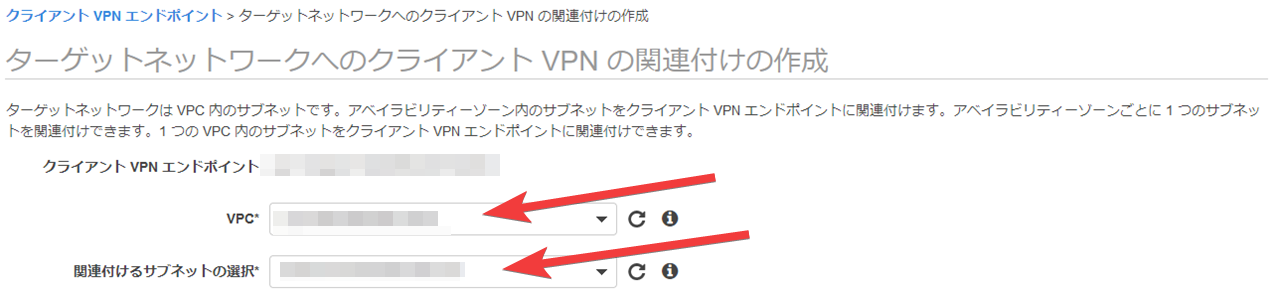 クライアント VPN エンドポイント > ターゲットネットワークへのクライアント VPN の関連付けの作成
ターゲットネットワークへのクライアント VPN の関連付けの作成
ターゲットネットワークは VPC 内のサブネットです。アベイラビリティーゾーン内のサブネットをクライアント VPN エンドポイントに関連付けます。アベイラビリティーゾーンごとに 1 つのサブネッ
トを関連付けできます。1 つの VPC 内のサブネットをクライアント VPN エンドポイントに関連付けできます。
クライアント VPN エンドポイント
VPC*
関連付けるサブネットの選択*